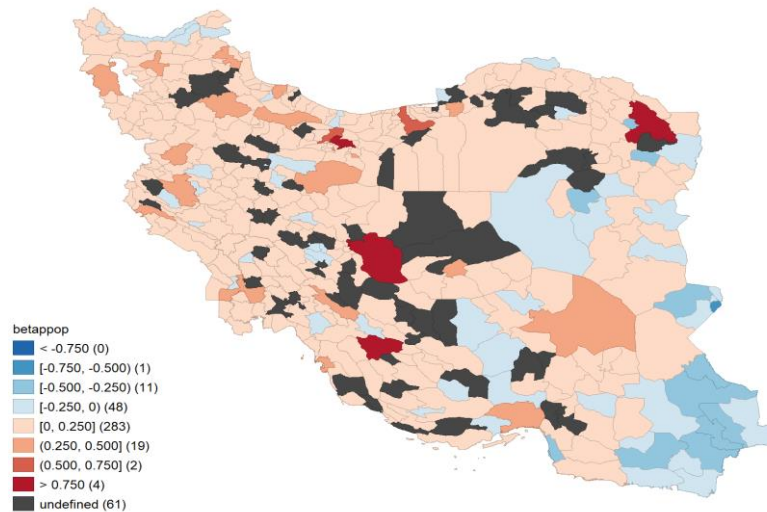 betappop
< -0.750 (0)
[-0.750, -0.500) (1)
[-0.500, -0.250) (11)
[-0.250, 0) (48)
[0, 0.250] (283)
(0.250, 0.500] (19)
(0.500, 0.750] (2)
> 0.750 (4)
undefined (61)